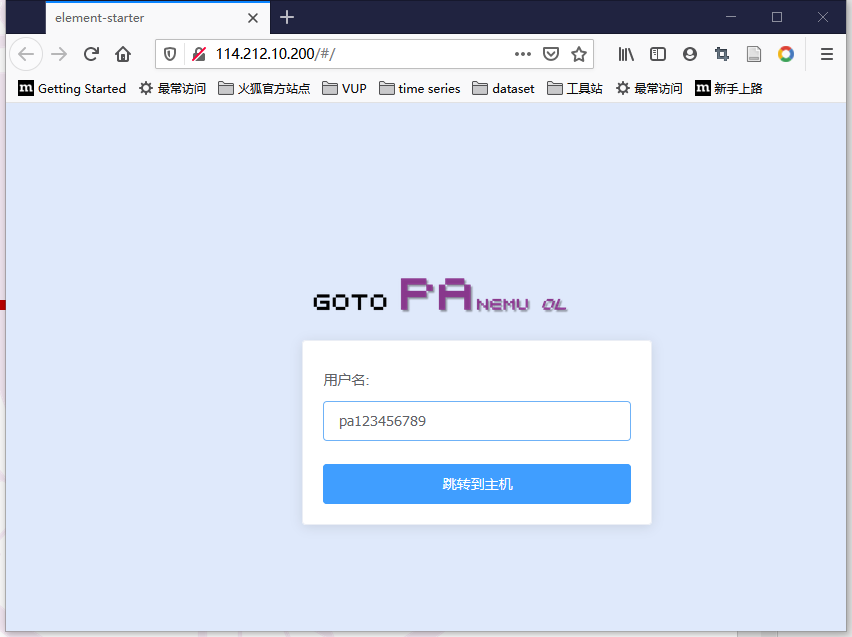 element-starter
114.212.10.200/#/
Getting Started 最常访问 火狐官方站点 VUP time series dataset 工具站 最常访问 新手上路
GOTO PA NEMU OL
用户名:
pa123456789
跳转到主机